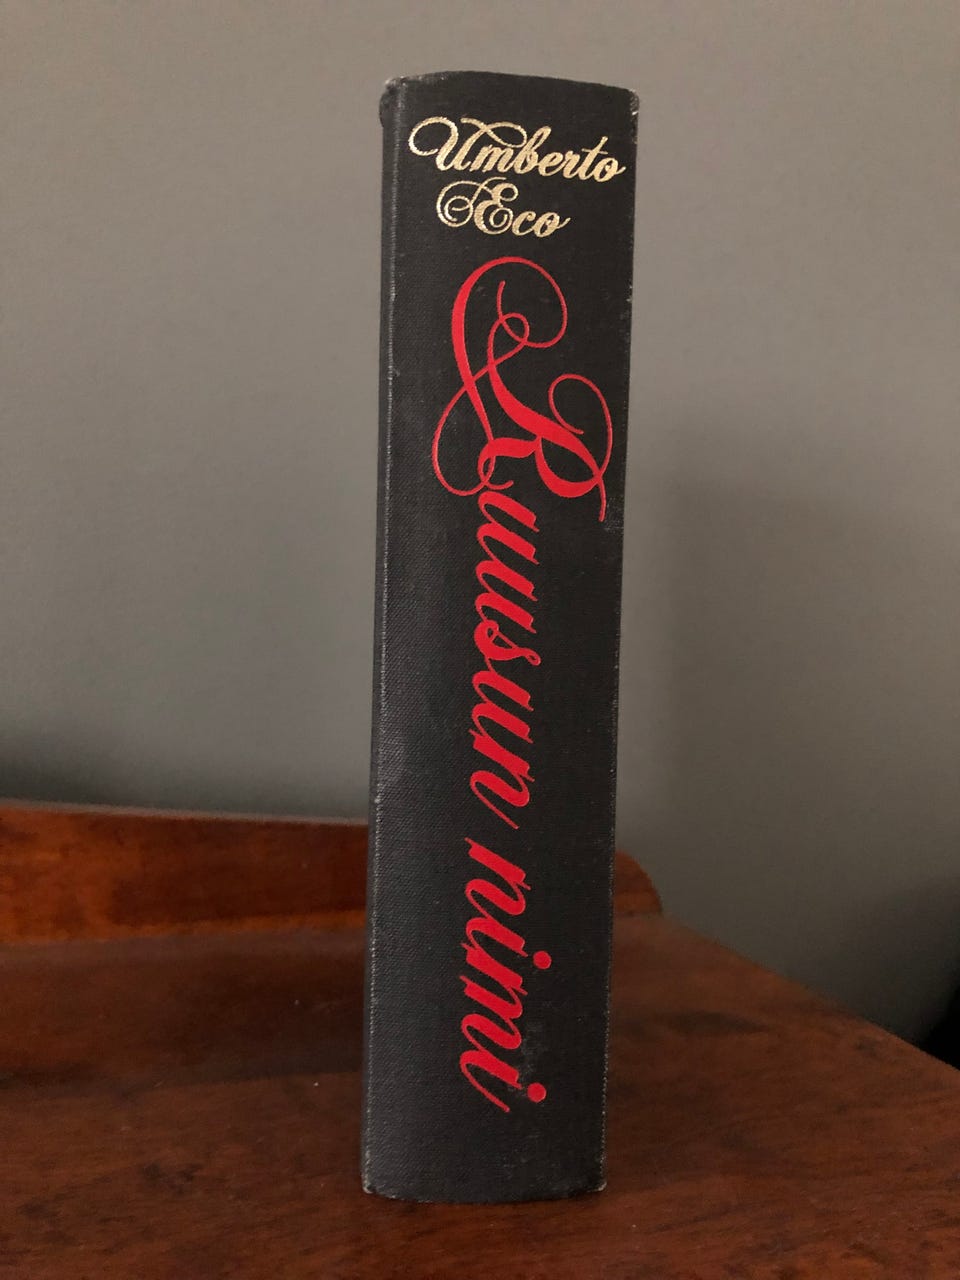 Umberto
Eco
Ruusun nimi